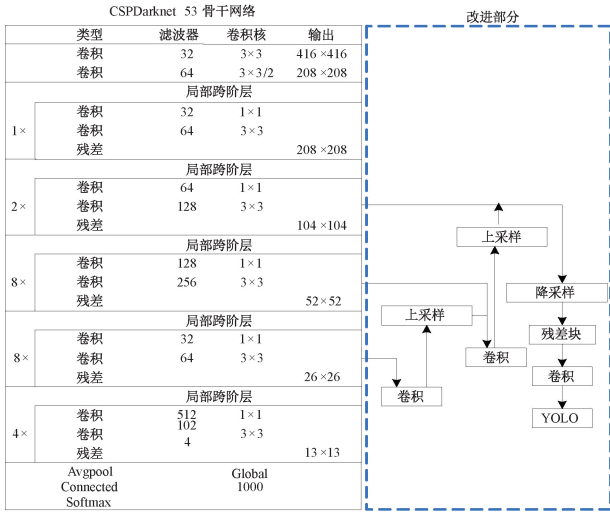 CSPDarknet 53 骨干网络
类型 滤波器 卷积核 输出
卷积 32 3×3 416×416
卷积 64 3×3/2 208×208
局部跨阶层
卷积 32 1×1
1× 卷积 64 3×3
残差 208×208
局部跨阶层
卷积 64 1×1
2× 卷积 128 3×3
残差 104×104
局部跨阶层
卷积 128 1×1
8× 卷积 256 3×3
残差 52×52
局部跨阶层
卷积 32 1×1
8× 卷积 64 3×3
残差 26×26
局部跨阶层
卷积 512 1×1
4× 卷积 1024 3×3
残差 13×13
Avgpool Global
Connected 1000
Softmax
改进部分
上采样
降采样
上采样
残差块
卷积
卷积
卷积
YOLO